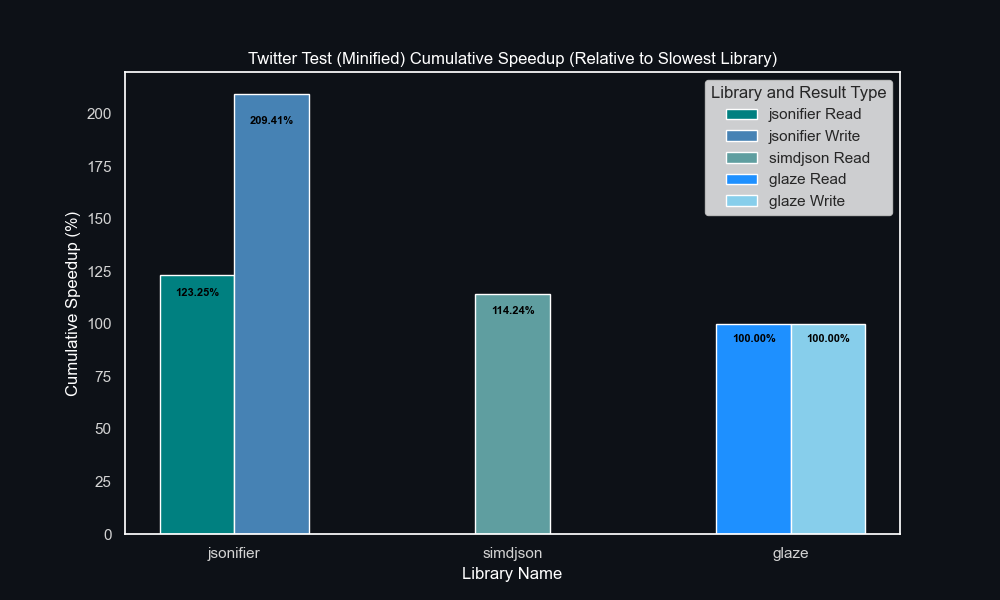 Twitter Test (Minified) Cumulative Speedup (Relative to Slowest Library)
Library and Result Type
jsonifier Read
jsonifier Write
simdjson Read
glaze Read
glaze Write
Cumulative Speedup (%)
200
175
150
125
100
75
50
25
0
209.41%
123.25%
114.24%
100.00%
100.00%
jsonifier
simdjson
glaze
Library Name